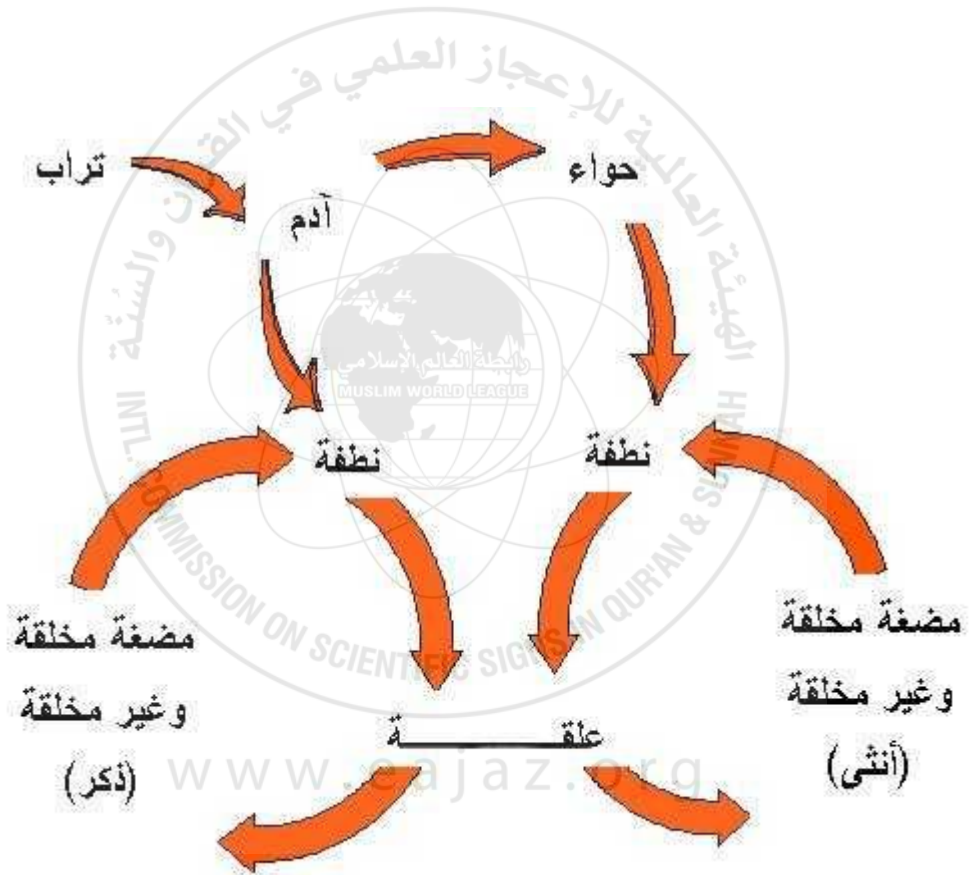 الهيئة العالمية للإعجاز العلمي في القرآن والسنة
حواء
تراب
آدم
رابطة العالم الإسلامي
MUSLIM WORLD LEAGUE
نطفة
نطفة
مضغة مخلقة
وغير مخلقة
(أنثى)
مضغة مخلقة
وغير مخلقة
(ذكر)
علقـــــــــة
INT'L COMMISSION ON SCIENTIFIC SIGNS IN QUR'AN & SUNNAH
www.eajaz.org